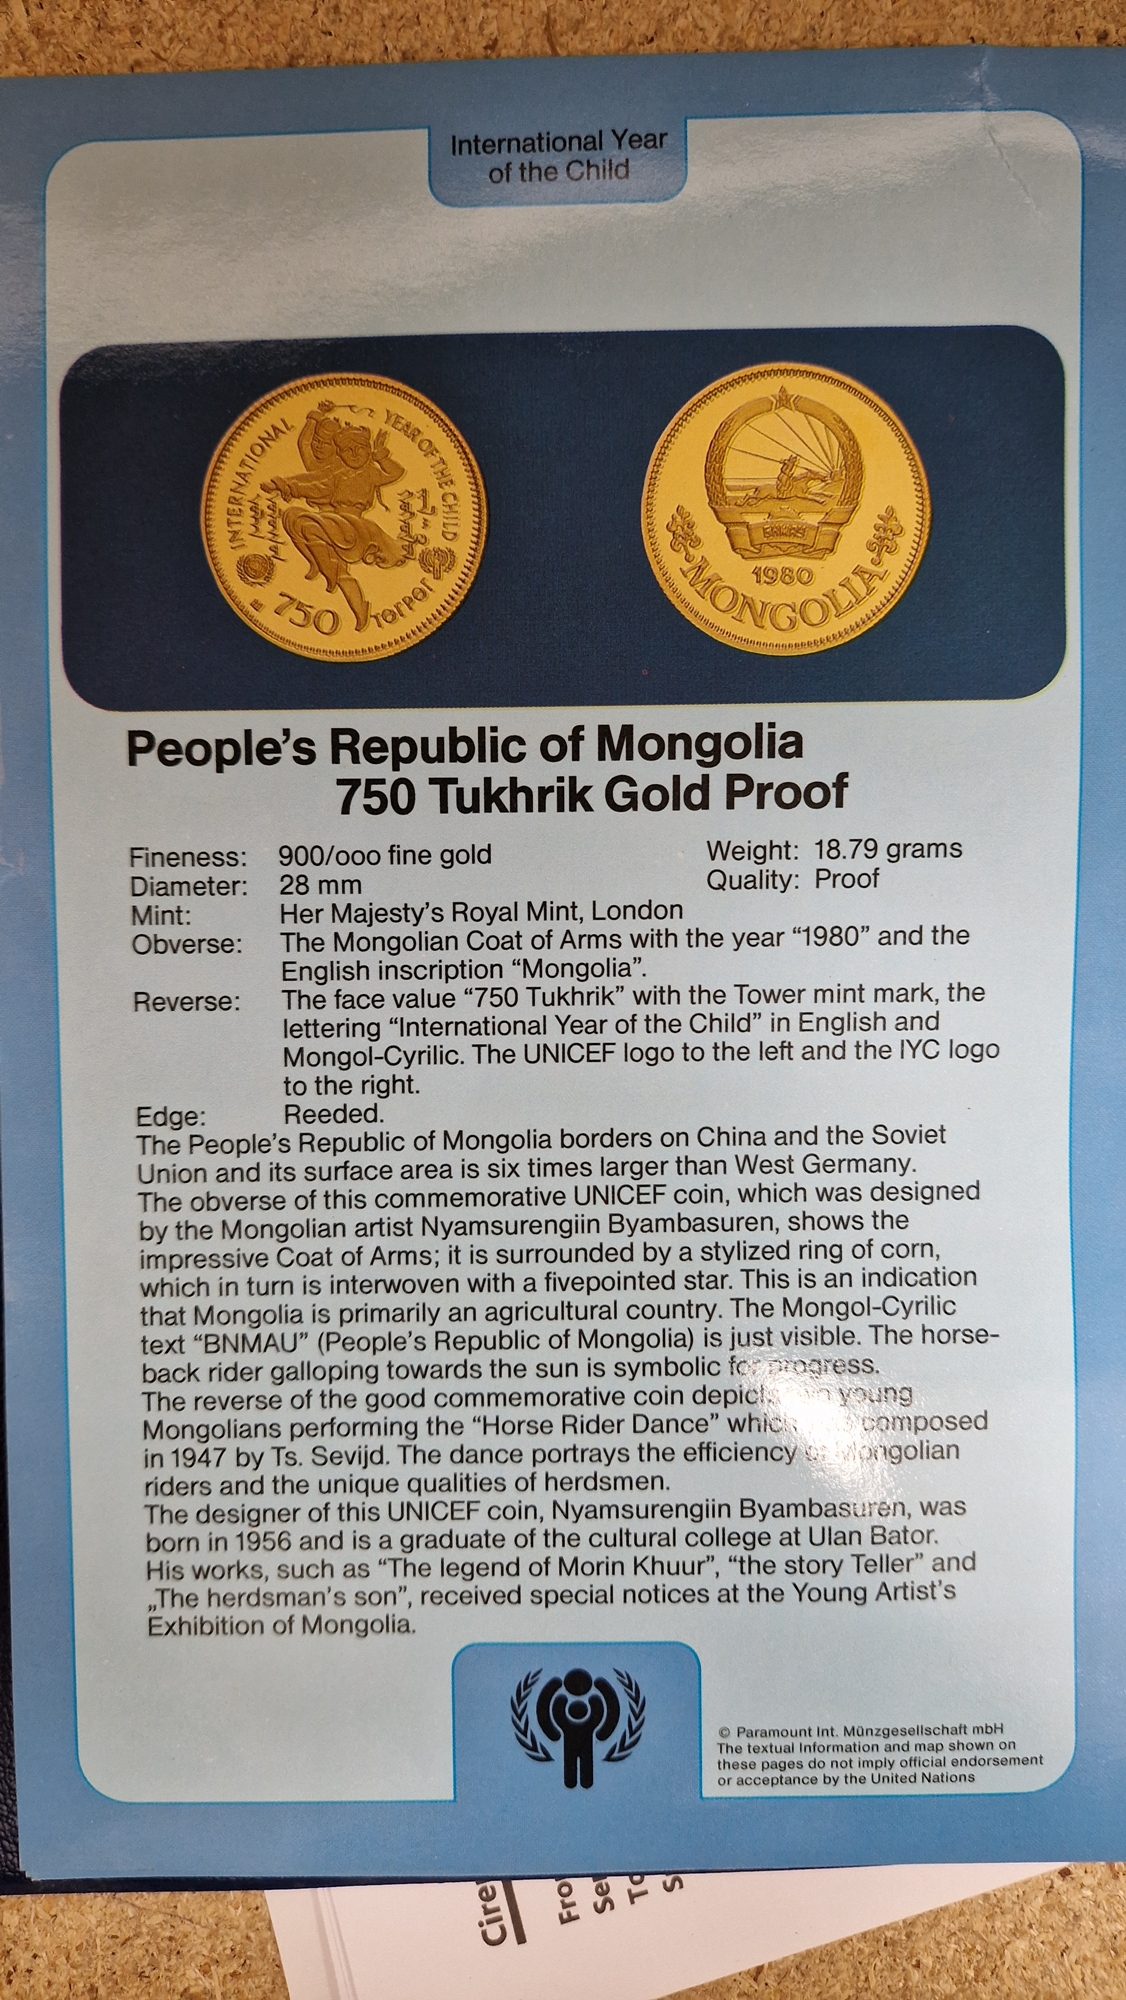 International Year
of the Child
INTERNATIONAL YEAR OF THE CHILD
750
1980
MONGOLIA
People's Republic of Mongolia
750 Tukhrik Gold Proof
Fineness: 900/ooo fine gold Weight: 18.79 grams
Diameter: 28 mm Quality: Proof
Mint: Her Majesty's Royal Mint, London
Obverse: The Mongolian Coat of Arms with the year “1980” and the
English inscription “Mongolia”.
Reverse: The face value “750 Tukhrik” with the Tower mint mark, the
lettering “International Year of the Child” in English and
Mongol-Cyrilic. The UNICEF logo to the left and the IYC logo
to the right.
Edge: Reeded.
The People's Republic of Mongolia borders on China and the Soviet
Union and its surface area is six times larger than West Germany.
The obverse of this commemorative UNICEF coin, which was designed
by the Mongolian artist Nyamsurengiin Byambasuren, shows the
impressive Coat of Arms; it is surrounded by a stylized ring of corn,
which in turn is interwoven with a fivepointed star. This is an indication
that Mongolia is primarily an agricultural country. The Mongol-Cyrilic
text “BNMAU” (People's Republic of Mongolia) is just visible. The horse-
back rider galloping towards the sun is symbolic for progress.
The reverse of the good commemorative coin depicts young
Mongolians performing the “Horse Rider Dance” which composed
in 1947 by Ts. Sevijd. The dance portrays the efficiency of Mongolian
riders and the unique qualities of herdsmen.
The designer of this UNICEF coin, Nyamsurengiin Byambasuren, was
born in 1956 and is a graduate of the cultural college at Ulan Bator.
His works, such as “The legend of Morin Khuur”, “the story Teller” and
„The herdsman's son”, received special notices at the Young Artist's
Exhibition of Mongolia.
© Paramount Int. Münzgesellschaft mbH
The textual Information and map shown on
these pages do not imply official endorsement
or acceptance by the United Nations